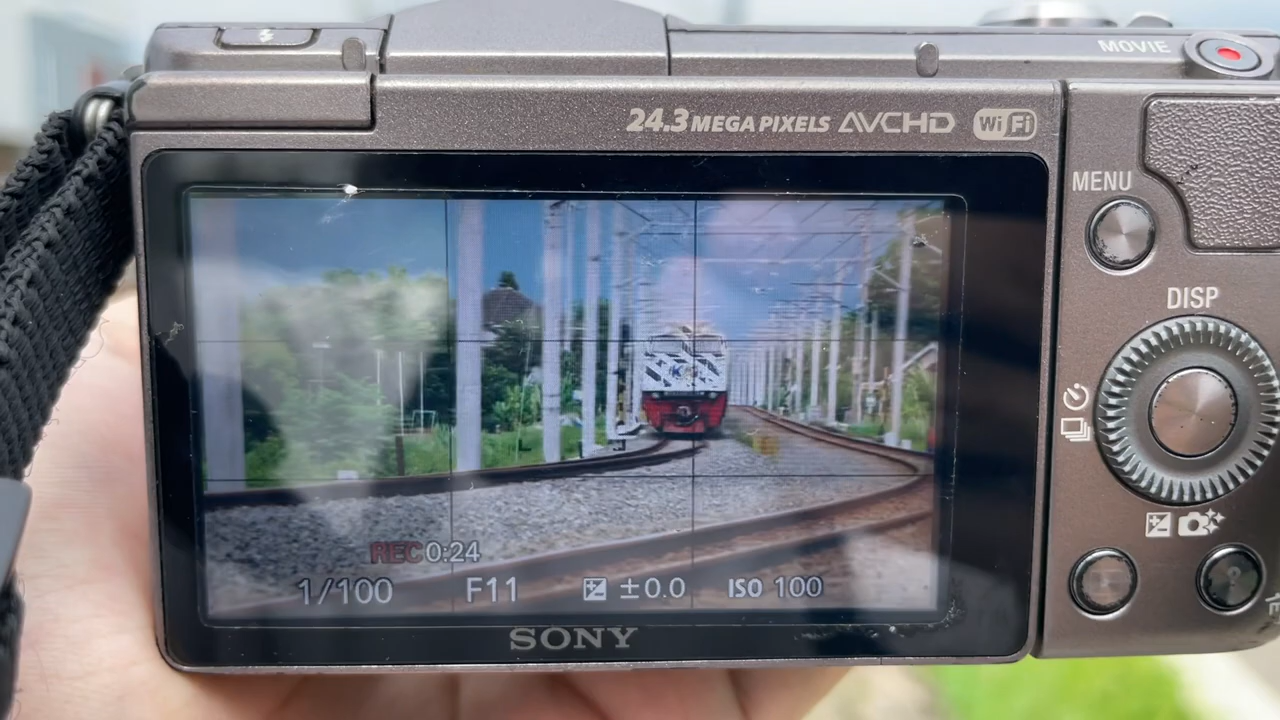 MOVIE
24.3 MEGA PIXELS AVCHD Wi Fi
MENU
DISP
REC 0:24
1/100 F11 ±0.0 ISO 100
SONY